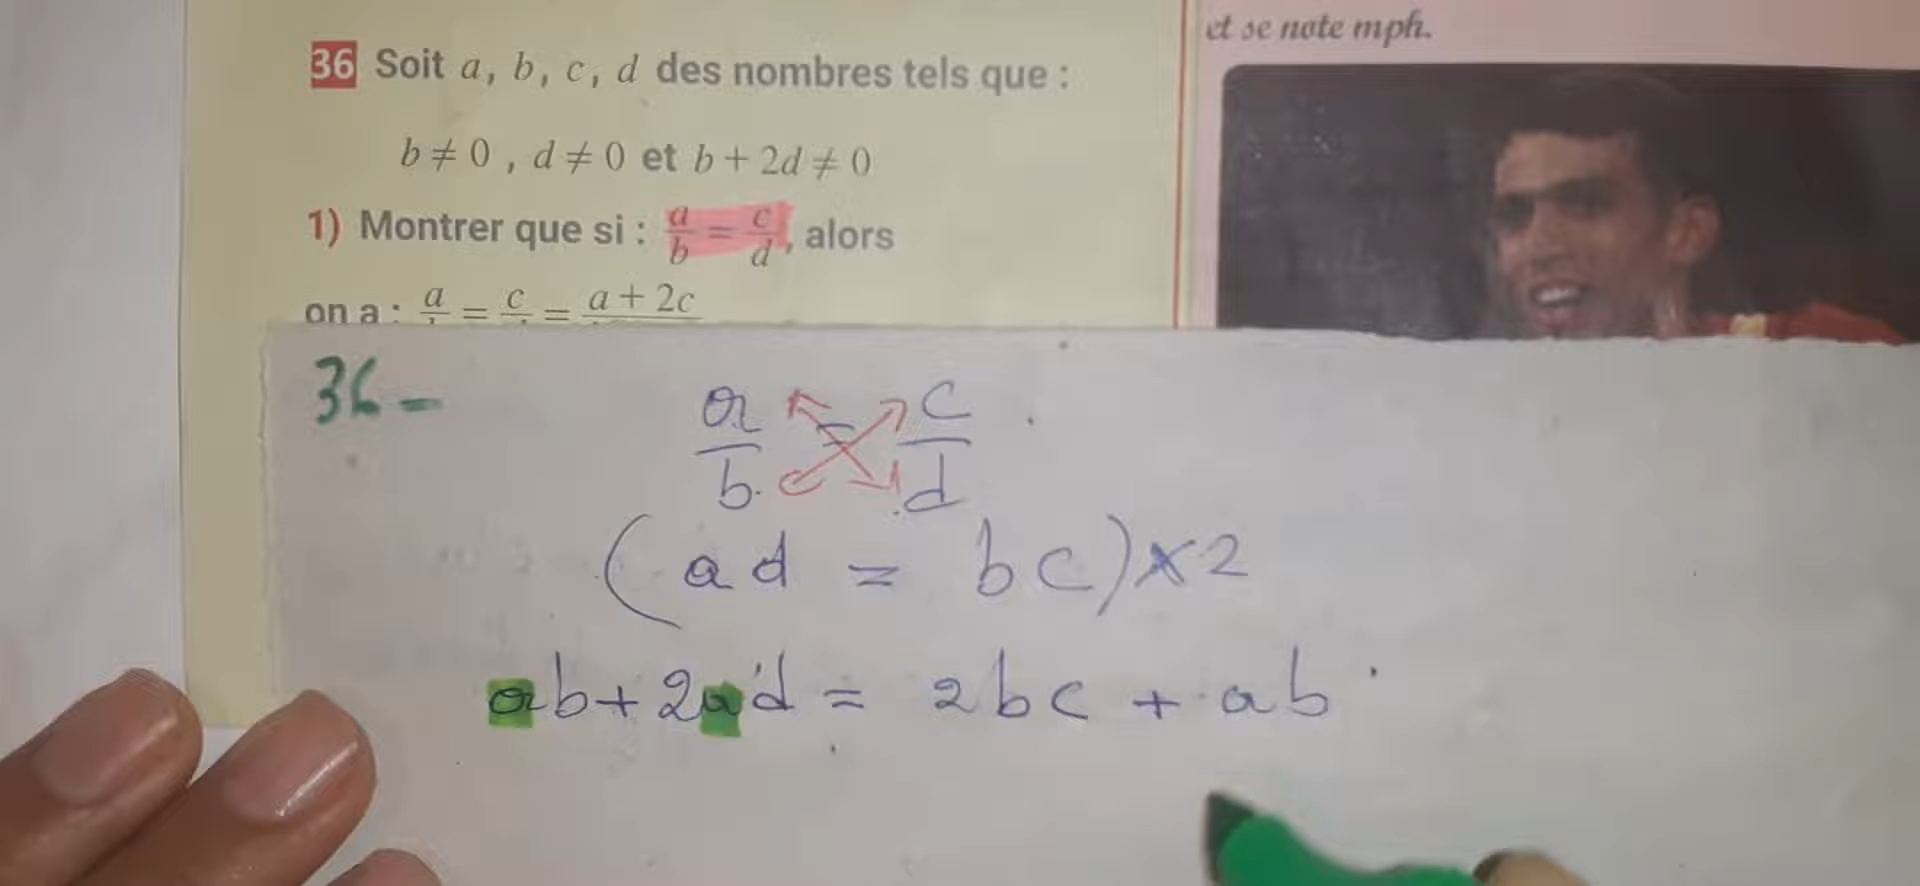 et se note mph.
36 Soit a, b, c, d des nombres tels que :
b ≠ 0 , d ≠ 0 et b + 2d ≠ 0
1) Montrer que si : a/b = c/d, alors
on a : a/b = c/d = a + 2c
36 -
a/b = c/d
(ad = bc) × 2
ab + 2ad = 2bc + ab